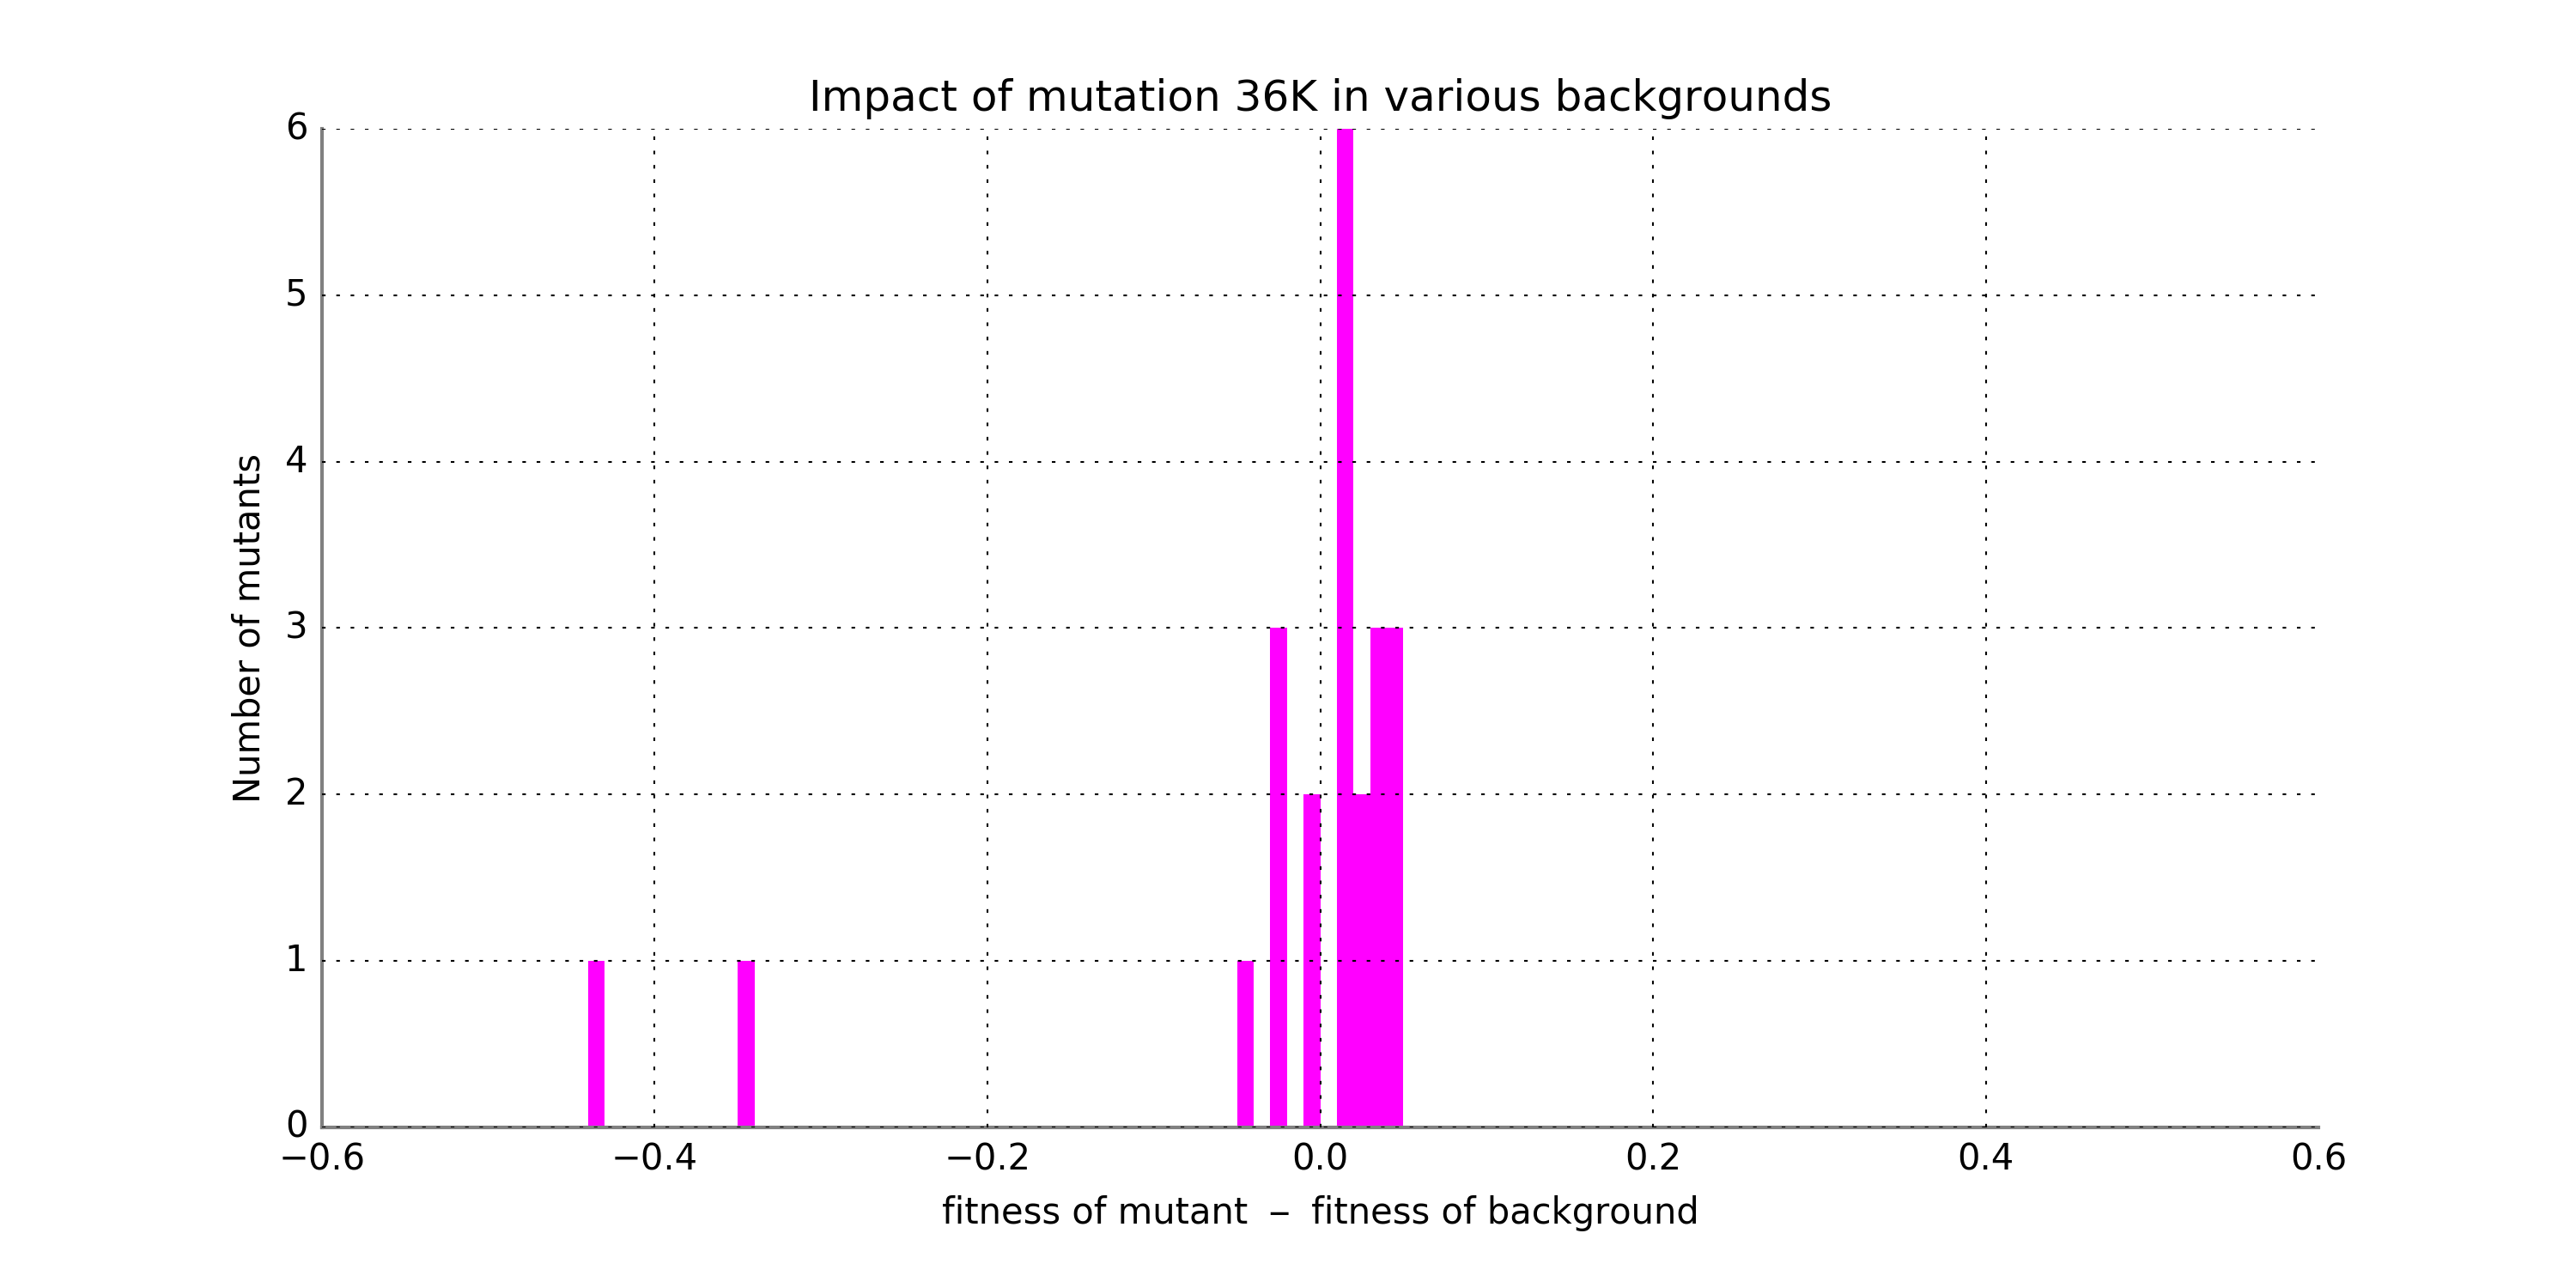 Impact of mutation 36K in various backgrounds
6
5
4
3
2
1
0
Number of mutants
−0.6 −0.4 −0.2 0.0 0.2 0.4 0.6
fitness of mutant − fitness of background